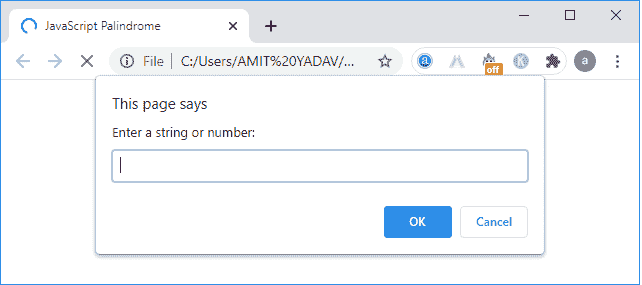 JavaScript Palindrome
File C:/Users/AMIT%20YADAV/...
a
off
K
a
This page says
Enter a string or number:
OK Cancel